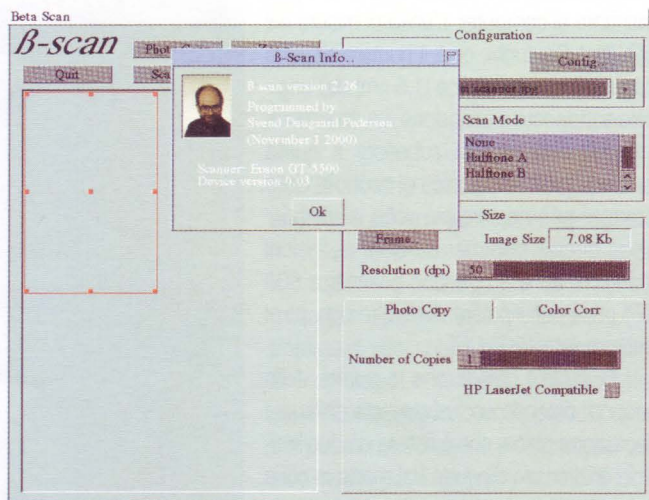 Beta Scan
ß-scan
Quit
ß-Scan Info..
ß-scan version 2.26
Programmed by
Svend Daugaard Pedersen
(November 1 2000)
Scanner: Epson GT-5500
Device version 0.03
Ok
Configuration
Config..
scanner.jpg
Scan Mode
None
Halftone A
Halftone B
Size
Frame..
Image Size 7.08 Kb
Resolution (dpi) 50
Photo Copy
Color Corr
Number of Copies 1
HP LaserJet Compatible